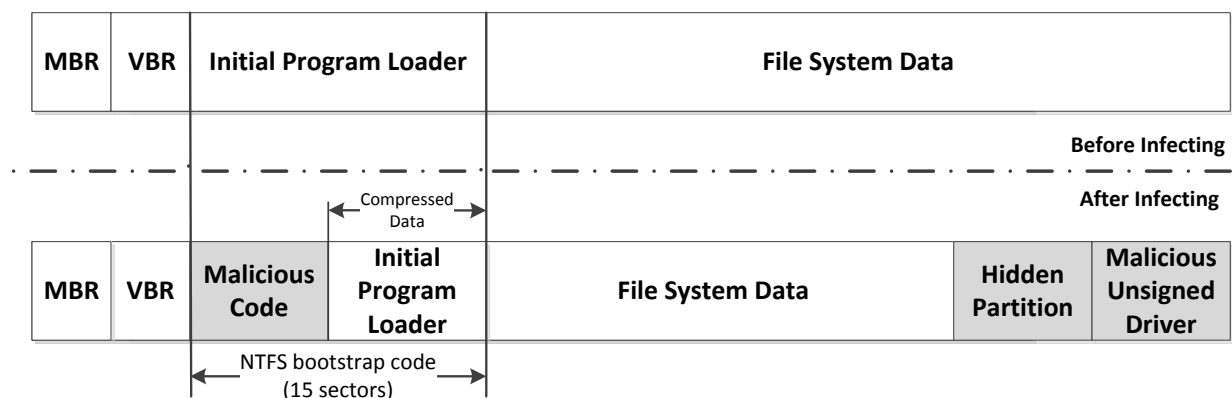 MBR
VBR
Initial Program Loader
File System Data
Before Infecting
After Infecting
Compressed
Data
MBR
VBR
Malicious
Code
Initial
Program
Loader
File System Data
Hidden
Partition
Malicious
Unsigned
Driver
NTFS bootstrap code
(15 sectors)